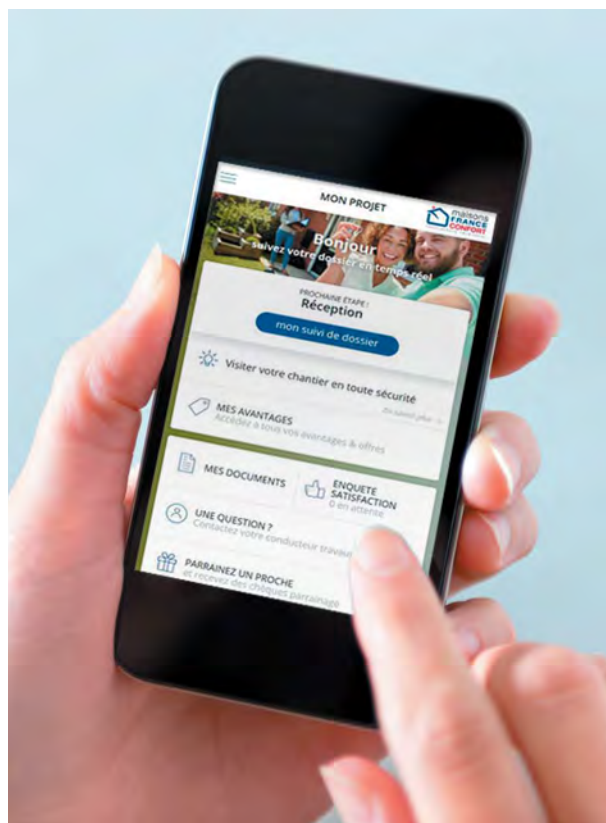 MON PROJET
maisons
FRANCE
CONFORT
Bonjour
suivez votre dossier en temps réel
PROCHAINE ÉTAPE :
Réception
mon suivi de dossier
Visiter votre chantier en toute sécurité
En savoir plus >
MES AVANTAGES
Accédez à tous vos avantages & offres
MES DOCUMENTS
ENQUETE
SATISFACTION
0 en attente
UNE QUESTION ?
Contactez votre conducteur
PARRAINEZ UN PROCHE
et recevez des chèques parrainage